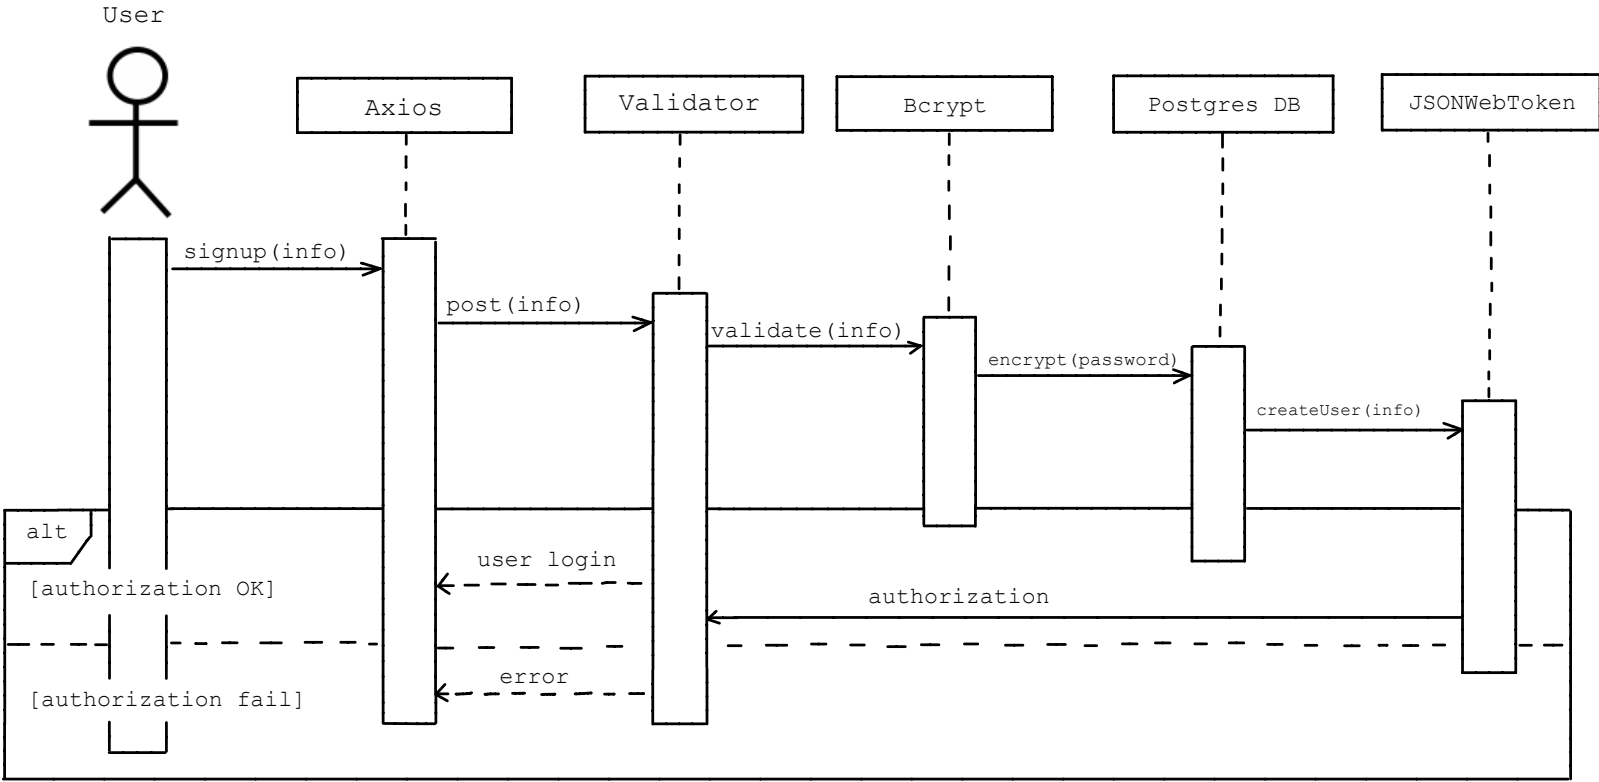 User
Axios
Validator
Bcrypt
Postgres DB
JSONWebToken
signup(info)
post(info)
validate(info)
encrypt(password)
createUser(info)
alt
user login
[authorization OK]
authorization
error
[authorization fail]